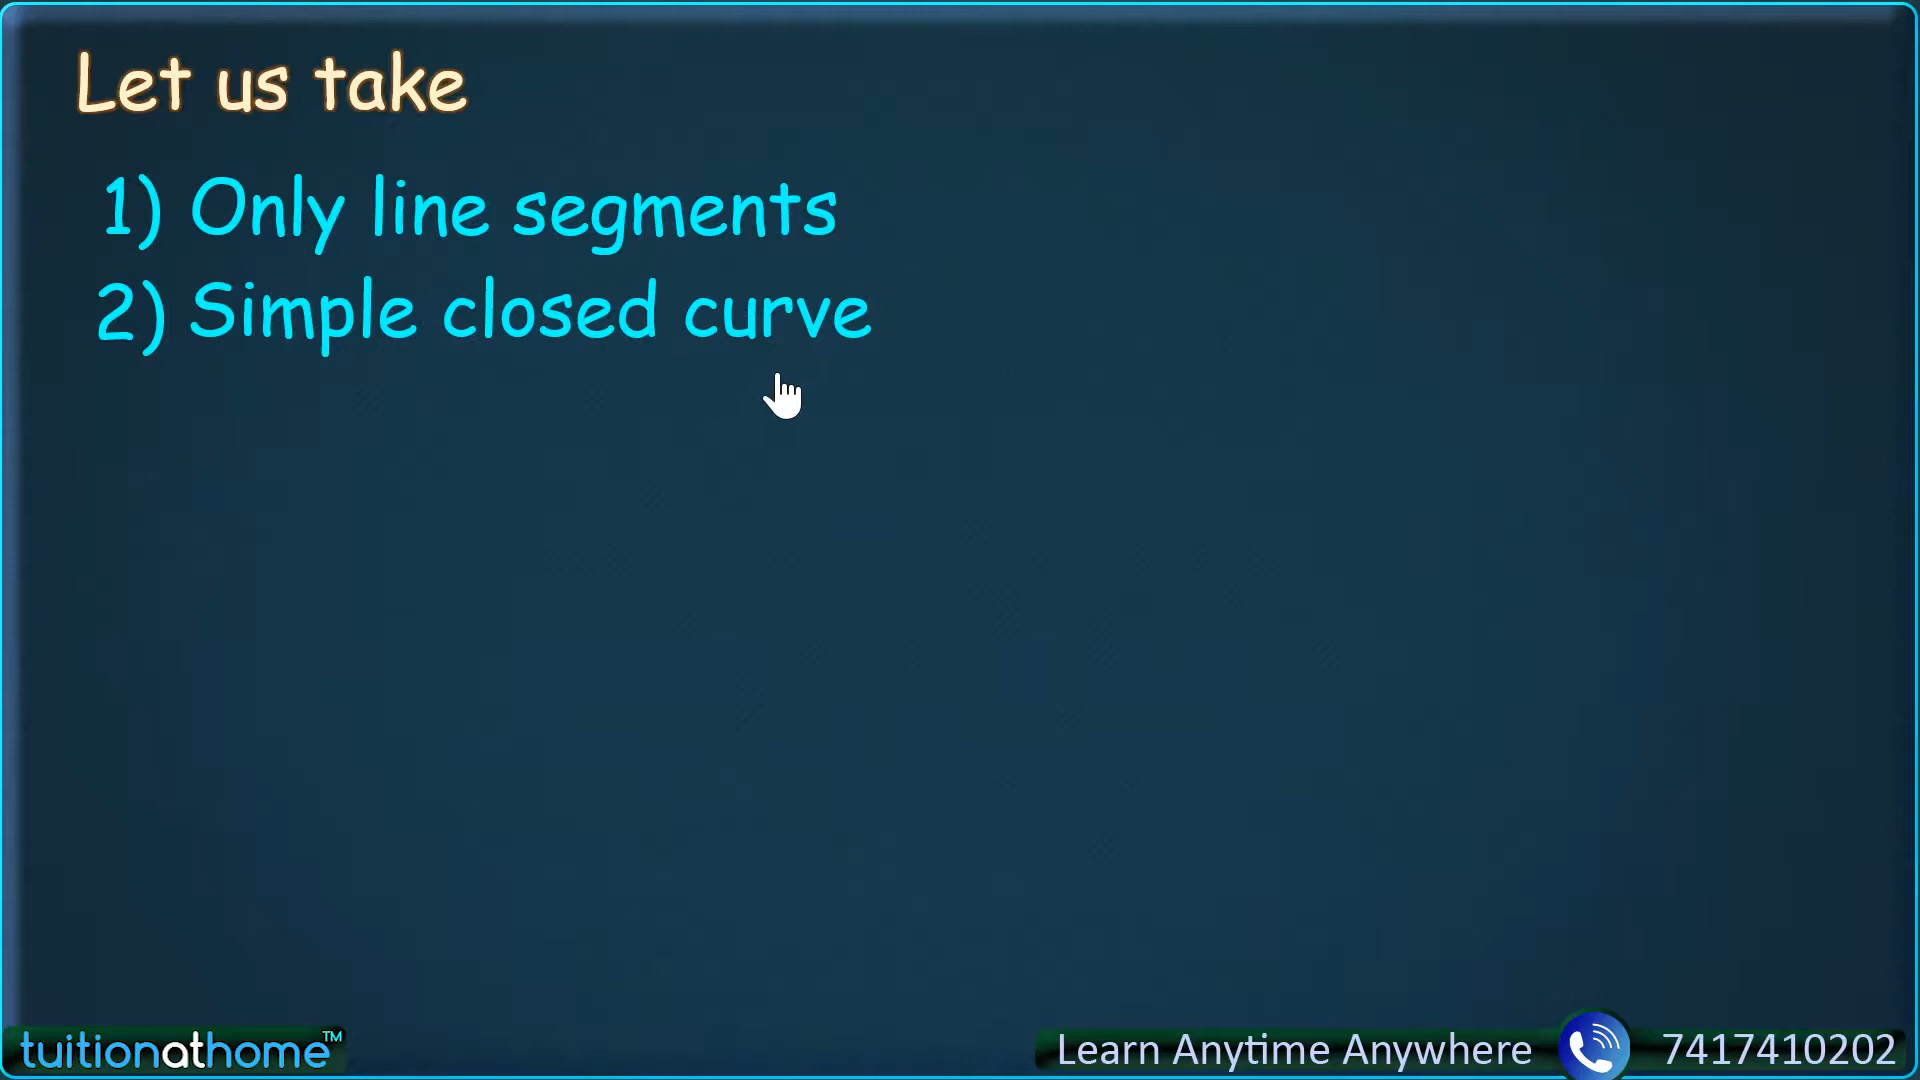 Let us take
1) Only line segments
2) Simple closed curve
tuitionathome™
Learn Anytime Anywhere
7417410202